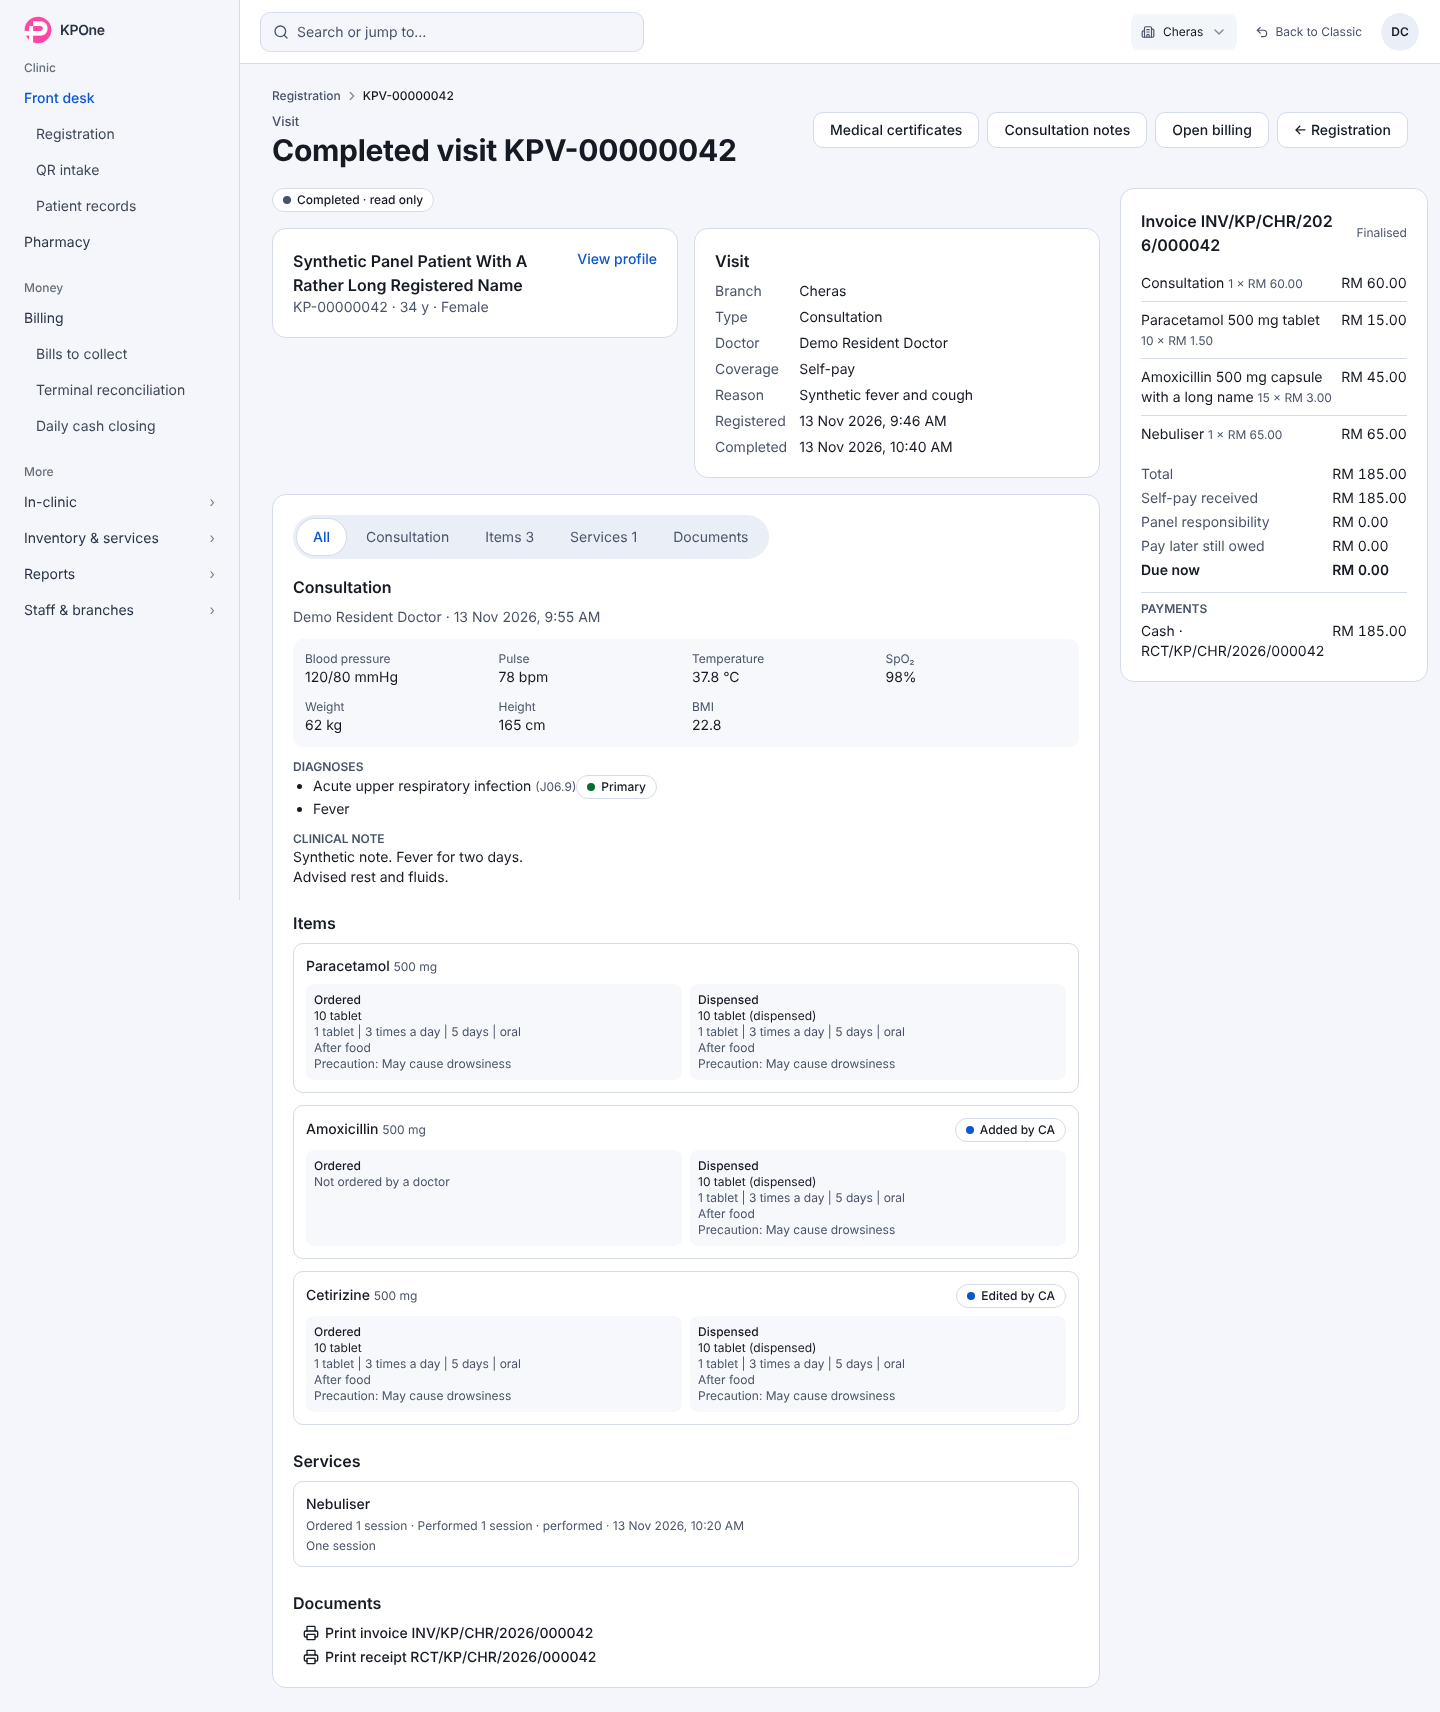 KPOne
Clinic
Front desk
Registration
QR intake
Patient records
Pharmacy
Money
Billing
Bills to collect
Terminal reconciliation
Daily cash closing
More
In-clinic
Inventory & services
Reports
Staff & branches
Search or jump to...
Cheras
Back to Classic
DC
Registration > KPV-00000042
Visit
Completed visit KPV-00000042
Medical certificates
Consultation notes
Open billing
← Registration
Completed · read only
Synthetic Panel Patient With A
Rather Long Registered Name
View profile
KP-00000042 · 34 y · Female
Visit
Branch Cheras
Type Consultation
Doctor Demo Resident Doctor
Coverage Self-pay
Reason Synthetic fever and cough
Registered 13 Nov 2026, 9:46 AM
Completed 13 Nov 2026, 10:40 AM
All Consultation Items 3 Services 1 Documents
Consultation
Demo Resident Doctor · 13 Nov 2026, 9:55 AM
Blood pressure Pulse Temperature SpO₂
120/80 mmHg 78 bpm 37.8 °C 98%
Weight Height BMI
62 kg 165 cm 22.8
DIAGNOSES
• Acute upper respiratory infection (J06.9) Primary
• Fever
CLINICAL NOTE
Synthetic note. Fever for two days.
Advised rest and fluids.
Items
Paracetamol 500 mg
Ordered
10 tablet
1 tablet | 3 times a day | 5 days | oral
After food
Precaution: May cause drowsiness
Dispensed
10 tablet (dispensed)
1 tablet | 3 times a day | 5 days | oral
After food
Precaution: May cause drowsiness
Amoxicillin 500 mg
Added by CA
Ordered
Not ordered by a doctor
Dispensed
10 tablet (dispensed)
1 tablet | 3 times a day | 5 days | oral
After food
Precaution: May cause drowsiness
Cetirizine 500 mg
Edited by CA
Ordered
10 tablet
1 tablet | 3 times a day | 5 days | oral
After food
Precaution: May cause drowsiness
Dispensed
10 tablet (dispensed)
1 tablet | 3 times a day | 5 days | oral
After food
Precaution: May cause drowsiness
Services
Nebuliser
Ordered 1 session · Performed 1 session · performed · 13 Nov 2026, 10:20 AM
One session
Documents
Print invoice INV/KP/CHR/2026/000042
Print receipt RCT/KP/CHR/2026/000042
Invoice INV/KP/CHR/202
6/000042
Finalised
Consultation 1 × RM 60.00 RM 60.00
Paracetamol 500 mg tablet RM 15.00
10 × RM 1.50
Amoxicillin 500 mg capsule RM 45.00
with a long name 15 × RM 3.00
Nebuliser 1 × RM 65.00 RM 65.00
Total RM 185.00
Self-pay received RM 185.00
Panel responsibility RM 0.00
Pay later still owed RM 0.00
Due now RM 0.00
PAYMENTS
Cash · RM 185.00
RCT/KP/CHR/2026/000042